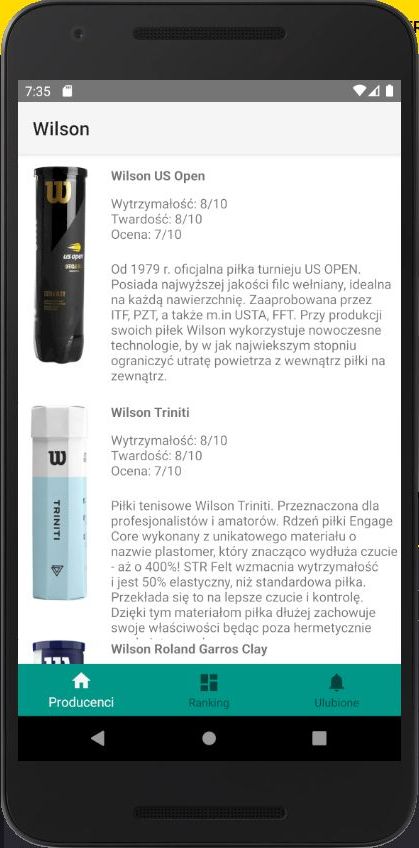 7:35
Wilson
Wilson US Open
Wytrzymałość: 8/10
Twardość: 8/10
Ocena: 7/10
Od 1979 r. oficjalna piłka turnieju US OPEN.
Posiada najwyższej jakości filc wełniany, idealna
na każdą nawierzchnię. Zaaprobowana przez
ITF, PZT, a także m.in USTA, FFT. Przy produkcji
swoich piłek Wilson wykorzystuje nowoczesne
technologie, by w jak najwiekszym stopniu
ograniczyć utratę powietrza z wewnątrz piłki na
zewnątrz.
W
us open
Wilson Triniti
Wytrzymałość: 8/10
Twardość: 8/10
Ocena: 7/10
Piłki tenisowe Wilson Triniti. Przeznaczona dla
profesjonalistów i amatorów. Rdzeń piłki Engage
Core wykonany z unikatowego materiału o
nazwie plastomer, który znacząco wydłuża czucie
- aż o 400%! STR Felt wzmacnia wytrzymałość
i jest 50% elastyczny, niż standardowa piłka.
Przekłada się to na lepsze czucie i kontrolę.
Dzięki tym materiałom piłka dłużej zachowuje
swoje właściwości będąc poza hermetycznie
W
TRINITI
Wilson Roland Garros Clay
W
Producenci
Ranking
Ulubione